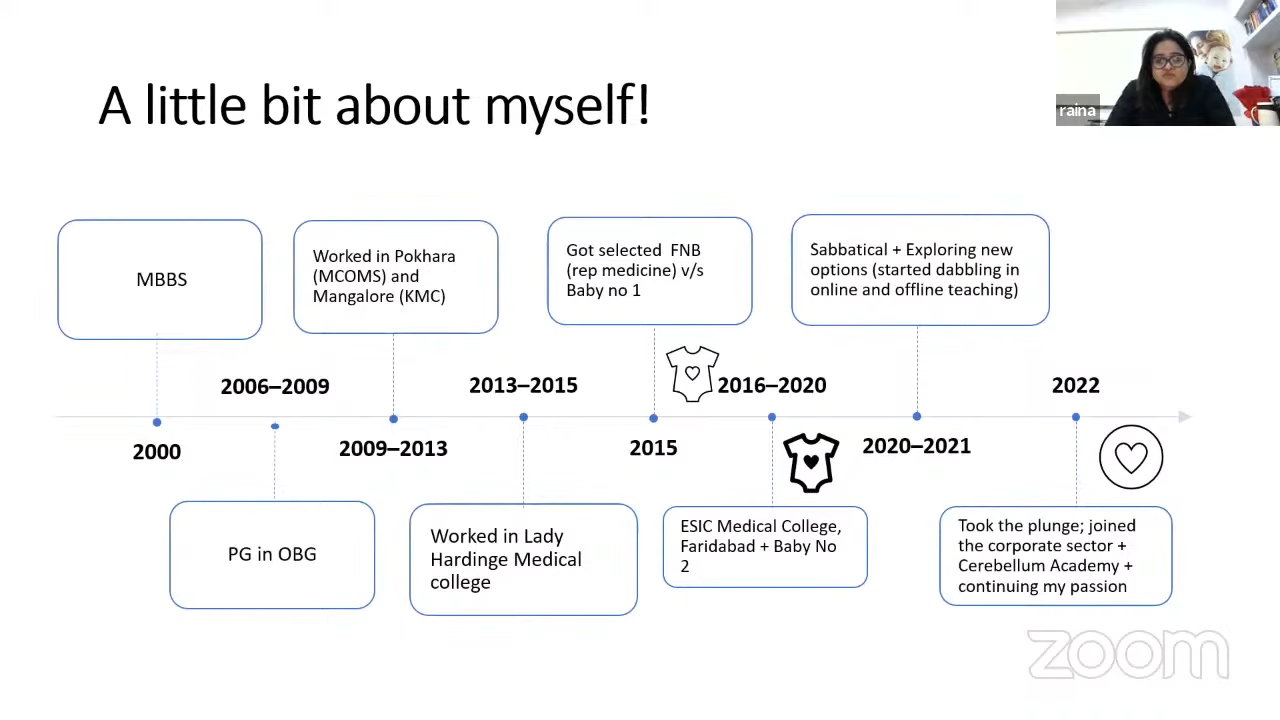 A little bit about myself!
raina
MBBS
Worked in Pokhara
(MCOMS) and
Mangalore (KMC)
Got selected  FNB
(rep medicine) v/s
Baby no 1
Sabbatical + Exploring new
options (started dabbling in
online and offline teaching)
2006–2009
2013–2015
2016–2020
2022
2000
2009–2013
2015
2020–2021
PG in OBG
Worked in Lady
Hardinge Medical
college
ESIC Medical College,
Faridabad + Baby No
2
Took the plunge; joined
the corporate sector +
Cerebellum Academy +
continuing my passion
zoom